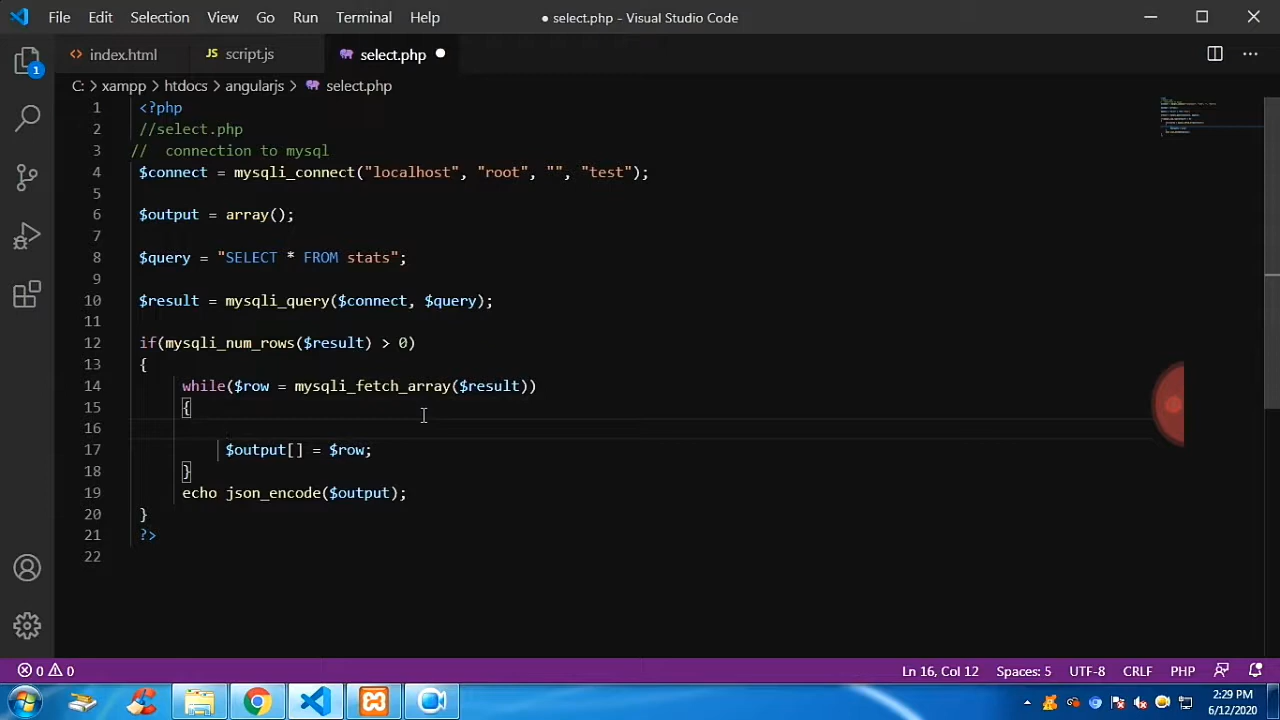 File Edit Selection View Go Run Terminal Help ● select.php - Visual Studio Code
<> index.html JS script.js select.php ●
C: > xampp > htdocs > angularjs > select.php
1 <?php
2 //select.php
3 // connection to mysql
4 $connect = mysqli_connect("localhost", "root", "", "test");
5
6 $output = array();
7
8 $query = "SELECT * FROM stats";
9
10 $result = mysqli_query($connect, $query);
11
12 if(mysqli_num_rows($result) > 0)
13 {
14 while($row = mysqli_fetch_array($result))
15 {
16
17 $output[] = $row;
18 }
19 echo json_encode($output);
20 }
21 ?>
22
1
0 0 Ln 16, Col 12 Spaces: 5 UTF-8 CRLF PHP
2:29 PM
6/12/2020